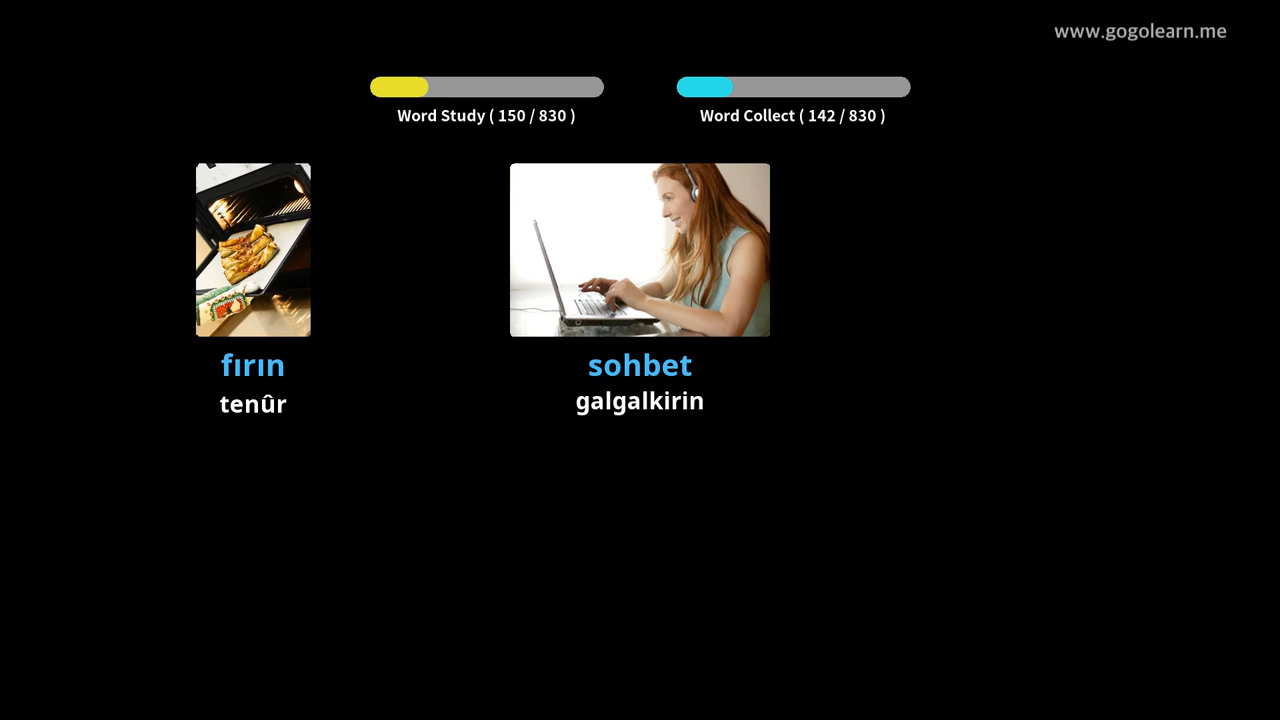 www.gogolearn.me
Word Study ( 150 / 830 )
Word Collect ( 142 / 830 )
fırın
tenûr
sohbet
galgalkirin